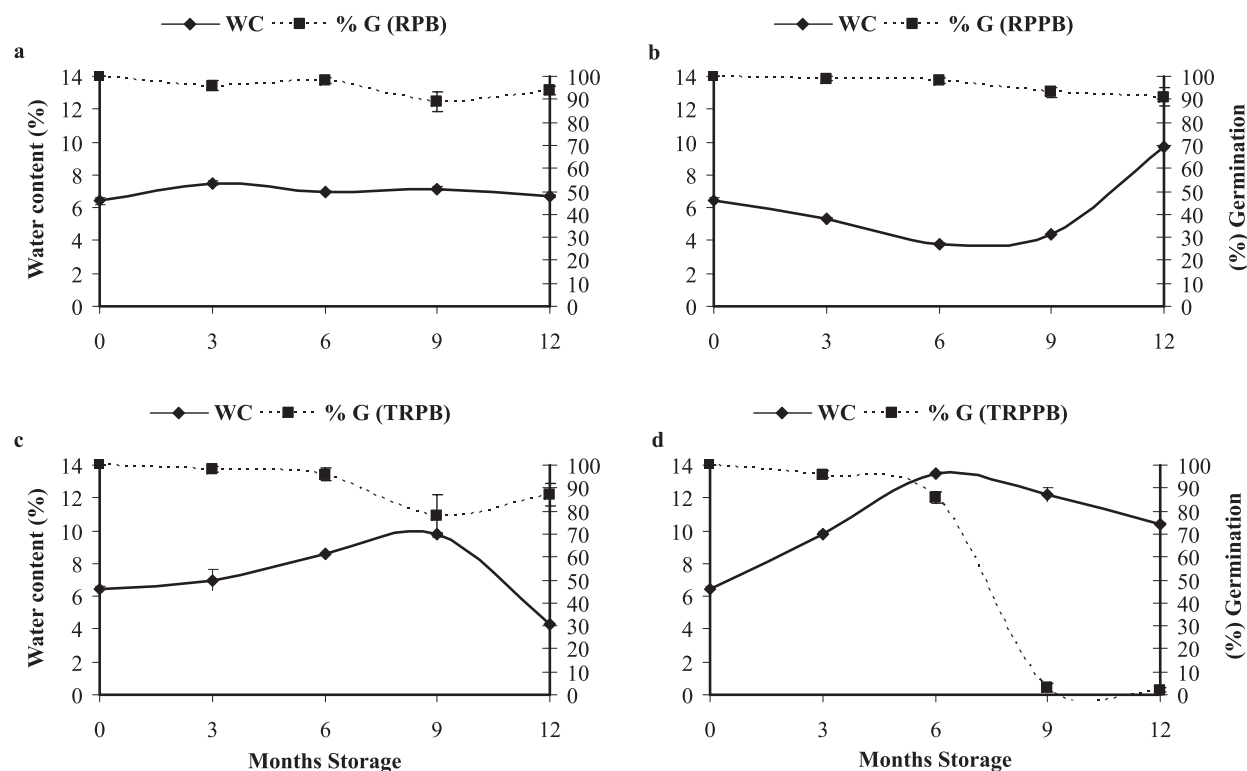 WC % G (RPB)
a
14 12 10 8 6 4 2 0
Water content (%)
100 90 80 70 60 50 40 30 20 10 0
0 3 6 9 12
WC % G (RPPB)
b
14 12 10 8 6 4 2 0
100 90 80 70 60 50 40 30 20 10 0
(%) Germination
0 3 6 9 12
WC % G (TRPB)
c
14 12 10 8 6 4 2 0
Water content (%)
100 90 80 70 60 50 40 30 20 10 0
0 3 6 9 12
Months Storage
WC % G (TRPPB)
d
14 12 10 8 6 4 2 0
100 90 80 70 60 50 40 30 20 10 0
(%) Germination
0 3 6 9 12
Months Storage